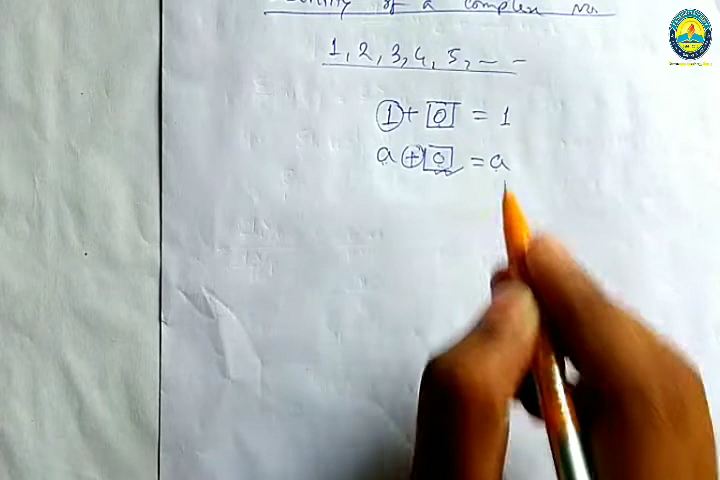 of a complex
1, 2, 3, 4, 5, – –
1 + 0 = 1
a + 0 = a